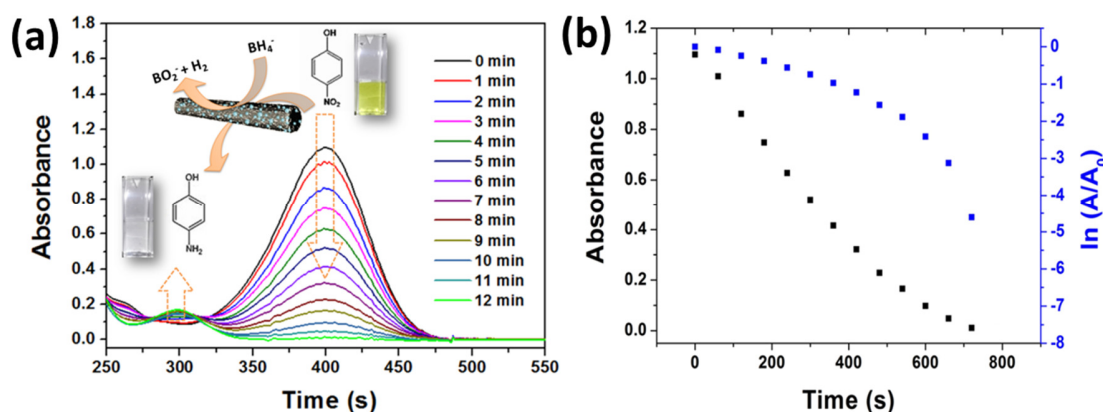 (a)
Absorbance
1.8
1.6
1.4
1.2
1.0
0.8
0.6
0.4
0.2
0.0
250 300 350 400 450 500 550
Time (s)
BO₂⁻ + H₂
BH₄⁻
OH
NO₂
OH
NH₂
0 min
1 min
2 min
3 min
4 min
5 min
6 min
7 min
8 min
9 min
10 min
11 min
12 min
(b)
Absorbance
1.2
1.0
0.8
0.6
0.4
0.2
0.0
0 200 400 600 800
Time (s)
0
-1
-2
-3
-4
-5
-6
-7
-8
ln (A/A₀)